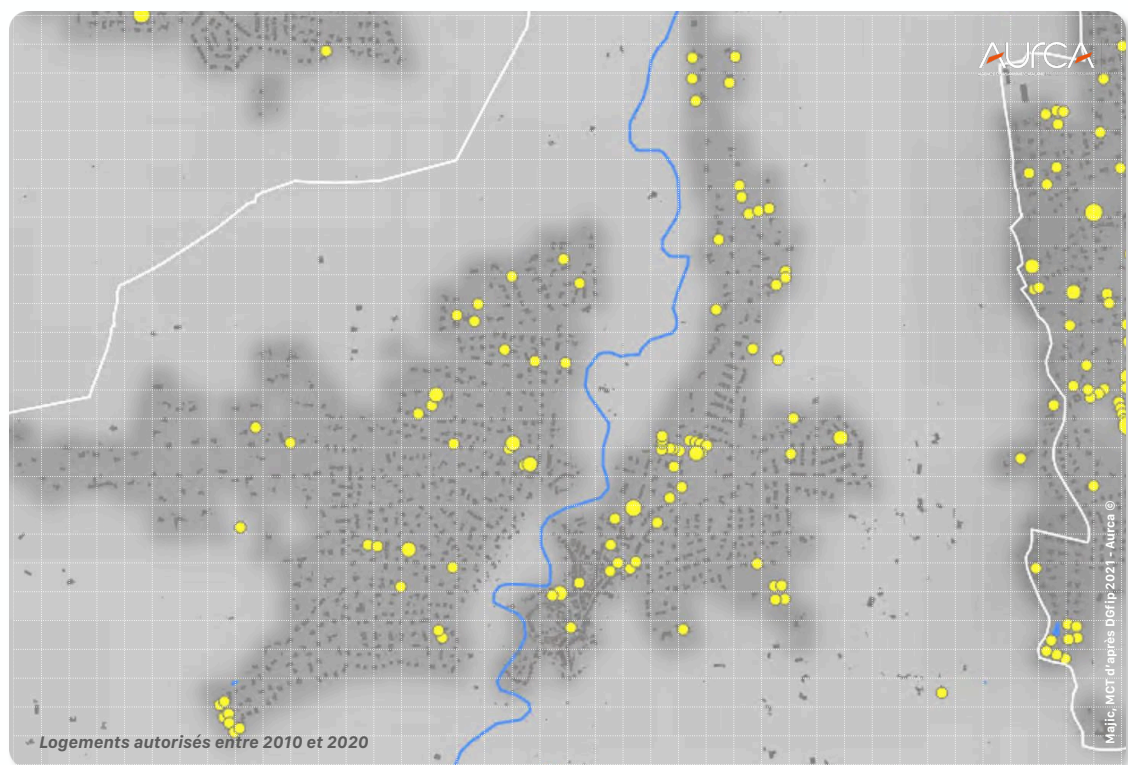 AURCA
Logements autorisés entre 2010 et 2020
Majic, MCT d'après DGfip 2021 - Aurca ©